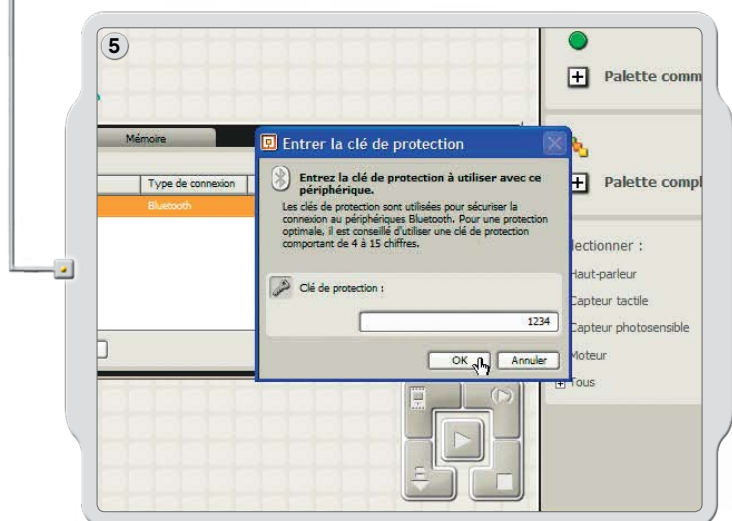 5
Palette comm
Mémoire
Entrer la clé de protection
Type de connexion
Bluetooth
Entrez la clé de protection à utiliser avec ce
périphérique.
Les clés de protection sont utilisées pour sécuriser la
connexion au périphériques Bluetooth. Pour une protection
optimale, il est conseillé d'utiliser une clé de protection
comportant de 4 à 15 chiffres.
Palette compl
lectionner :
Haut-parleur
Capteur tactile
Capteur photosensible
Moteur
Tous
Clé de protection :
1234
OK
Annuler